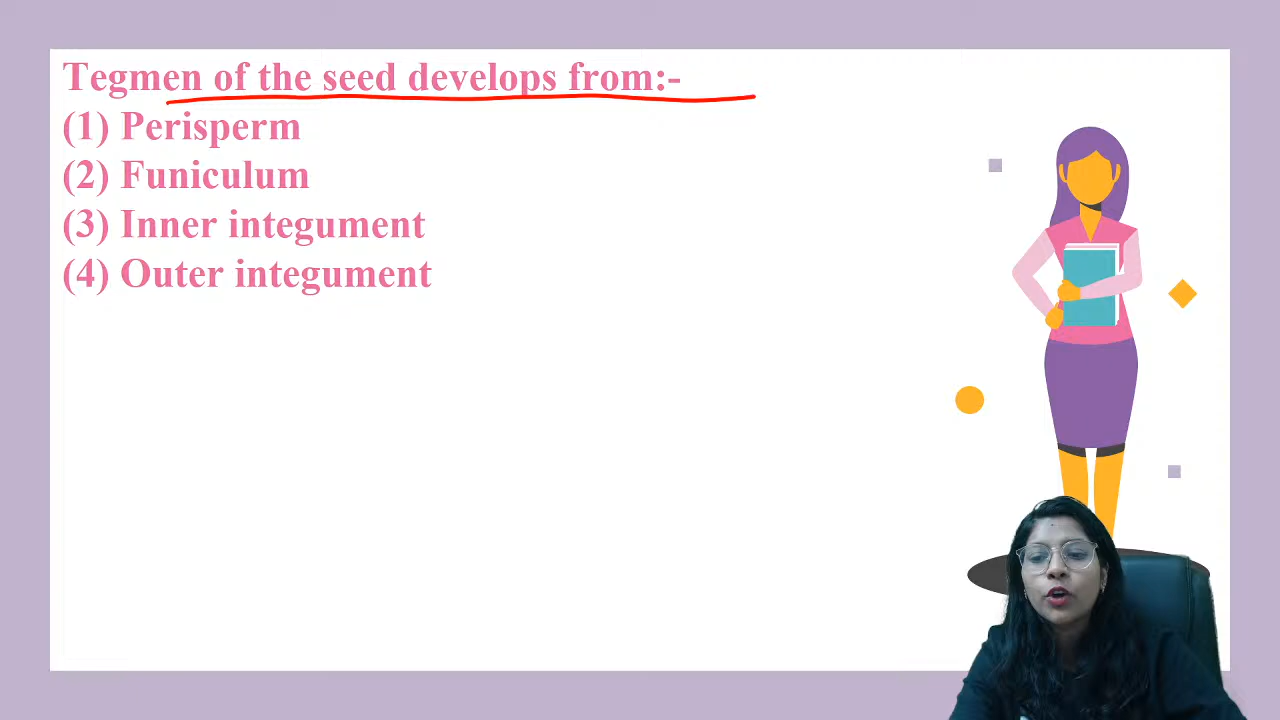 Tegmen of the seed develops from:-
(1) Perisperm
(2) Funiculum
(3) Inner integument
(4) Outer integument